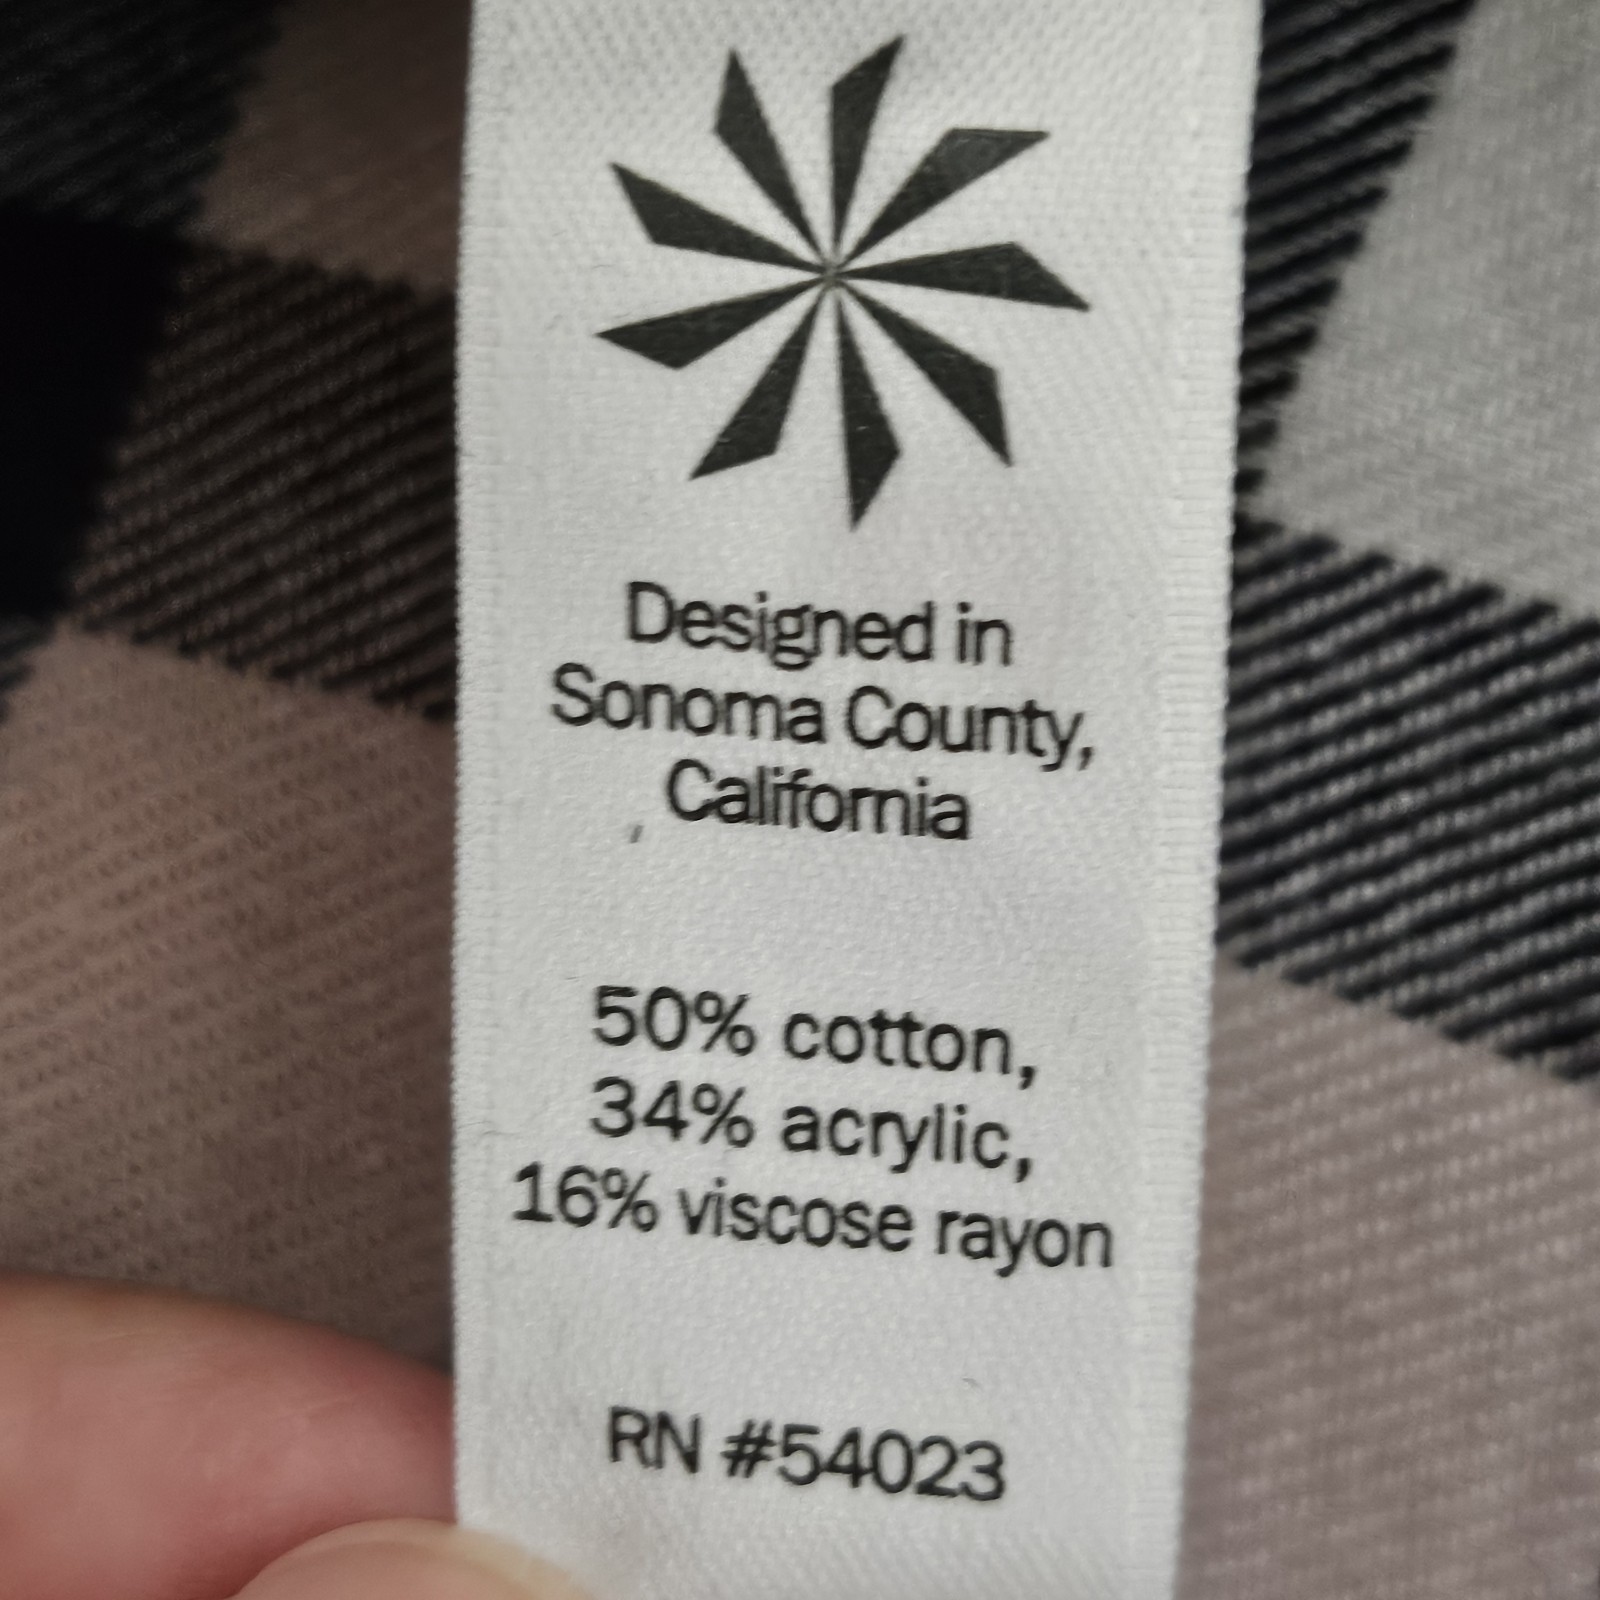 Designed in
Sonoma County,
California
50% cotton,
34% acrylic,
16% viscose rayon
RN #54023